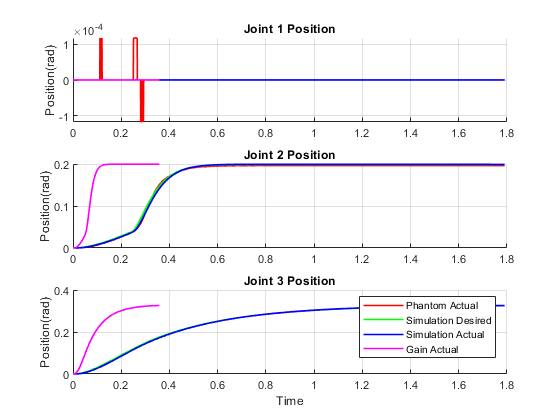 Joint 1 Position
×10⁻⁴
1
0
-1
Position(rad)
0 0.2 0.4 0.6 0.8 1 1.2 1.4 1.6 1.8
Joint 2 Position
0.2
0.1
0
Position(rad)
0 0.2 0.4 0.6 0.8 1 1.2 1.4 1.6 1.8
Joint 3 Position
0.4
0.2
0
Position(rad)
Phantom Actual
Simulation Desired
Simulation Actual
Gain Actual
0 0.2 0.4 0.6 0.8 1 1.2 1.4 1.6 1.8
Time